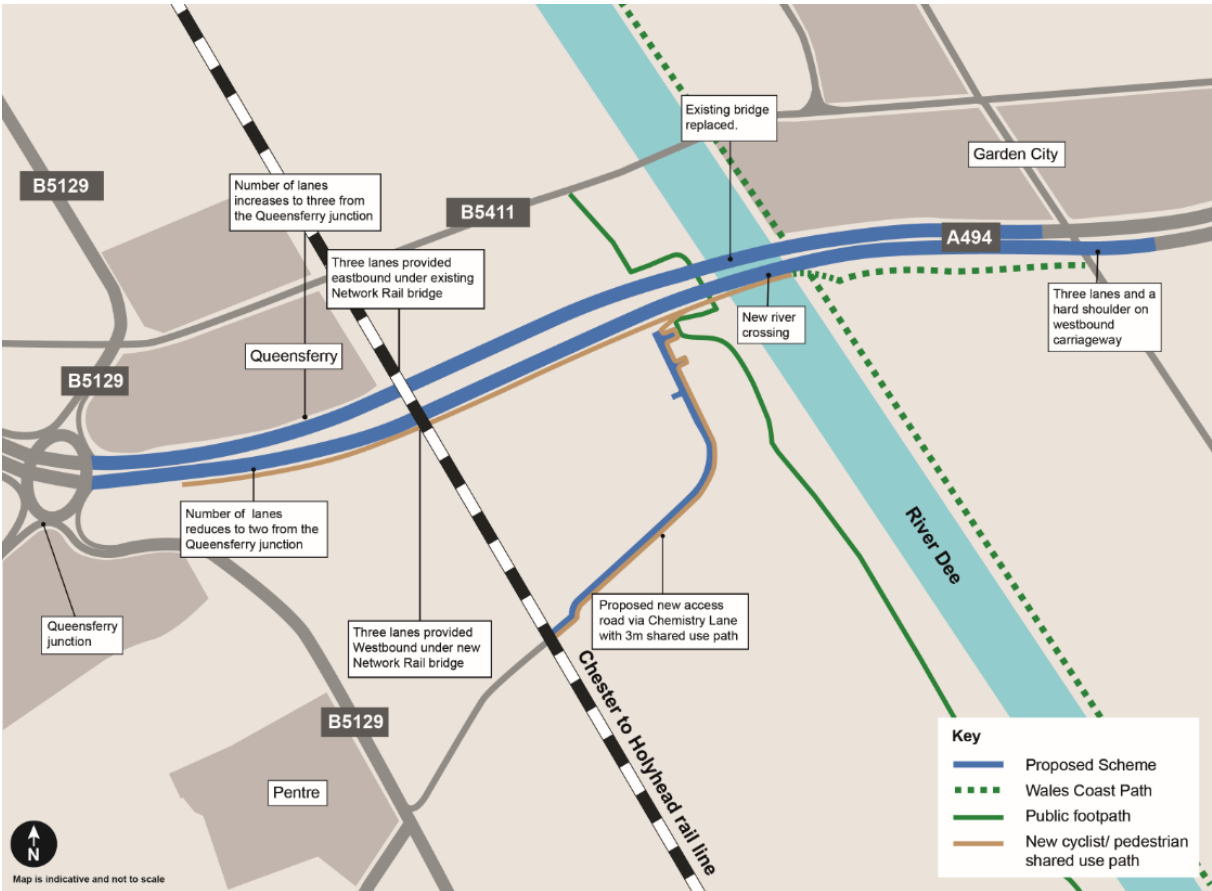 Existing bridge
replaced.
Garden City
B5129
Number of lanes
increases to three from
the Queensferry junction
B5411
A494
Three lanes provided
eastbound under existing
Network Rail bridge
Three lanes and a
hard shoulder on
westbound
carriageway
New river
crossing
Queensferry
B5129
Number of  lanes
reduces to two from the
Queensferry junction
River Dee
Queensferry
junction
Three lanes provided
Westbound under new
Network Rail bridge
Proposed new access
road via Chemistry Lane
with 3m shared use path
Chester to Holyhead rail line
B5129
Pentre
Key
Proposed Scheme
Wales Coast Path
Public footpath
New cyclist/ pedestrian
shared use path
N
Map is indicative and not to scale